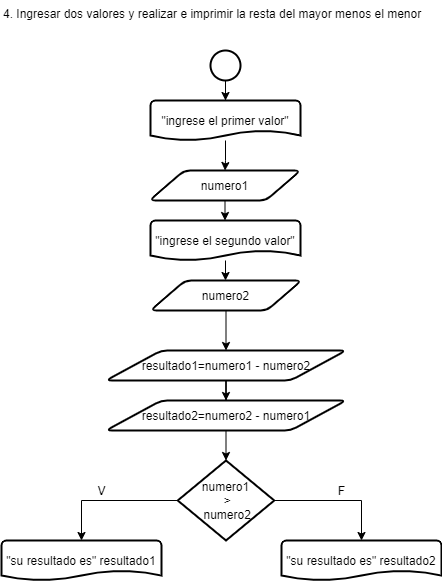 4. Ingresar dos valores y realizar e imprimir la resta del mayor menos el menor
"ingrese el primer valor"
numero1
"ingrese el segundo valor"
numero2
resultado1=numero1 - numero2
resultado2=numero2 - numero1
numero1
>
numero2
V
F
"su resultado es" resultado1
"su resultado es" resultado2